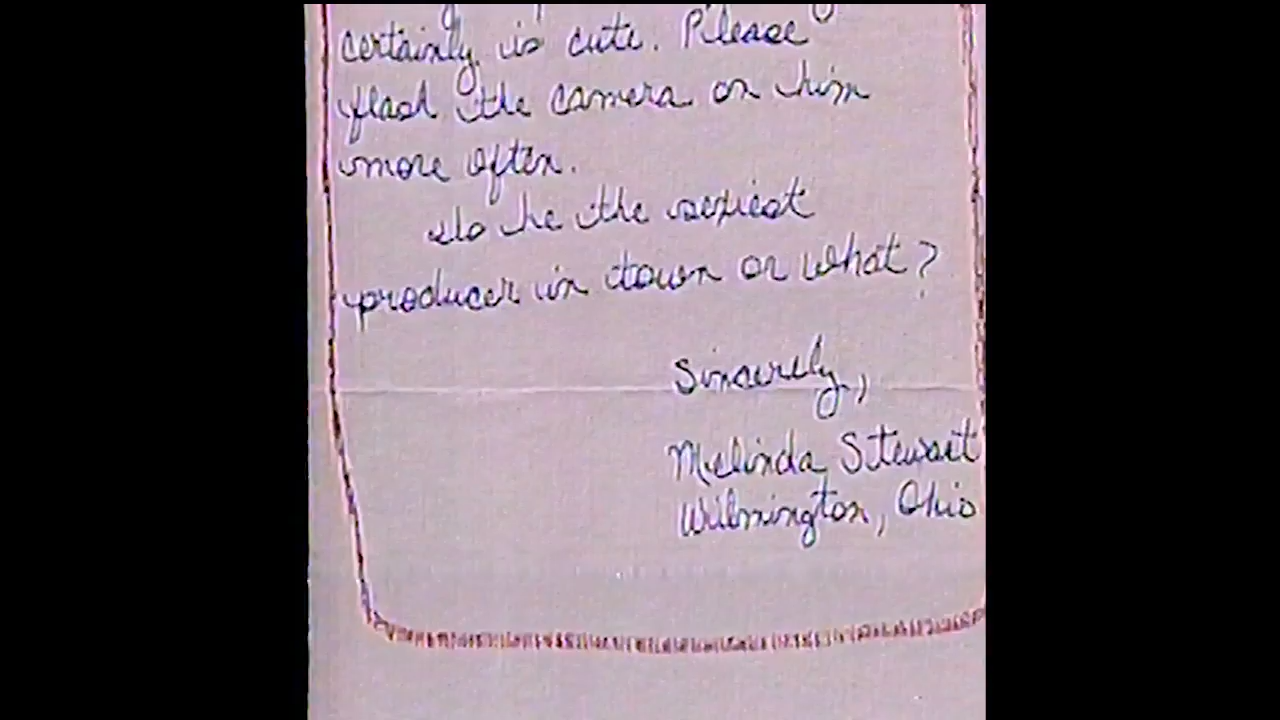 certainly is cute. Please
flash the camera on him
more often.
Is he the sexiest
producer in town or what?
Sincerely,
Melinda Stewart
Wilmington, Ohio